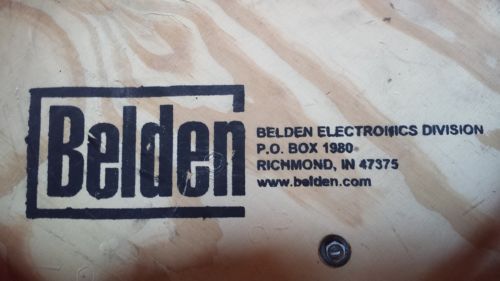 Belden
BELDEN ELECTRONICS DIVISION
P.O. BOX 1980
RICHMOND, IN 47375
www.belden.com